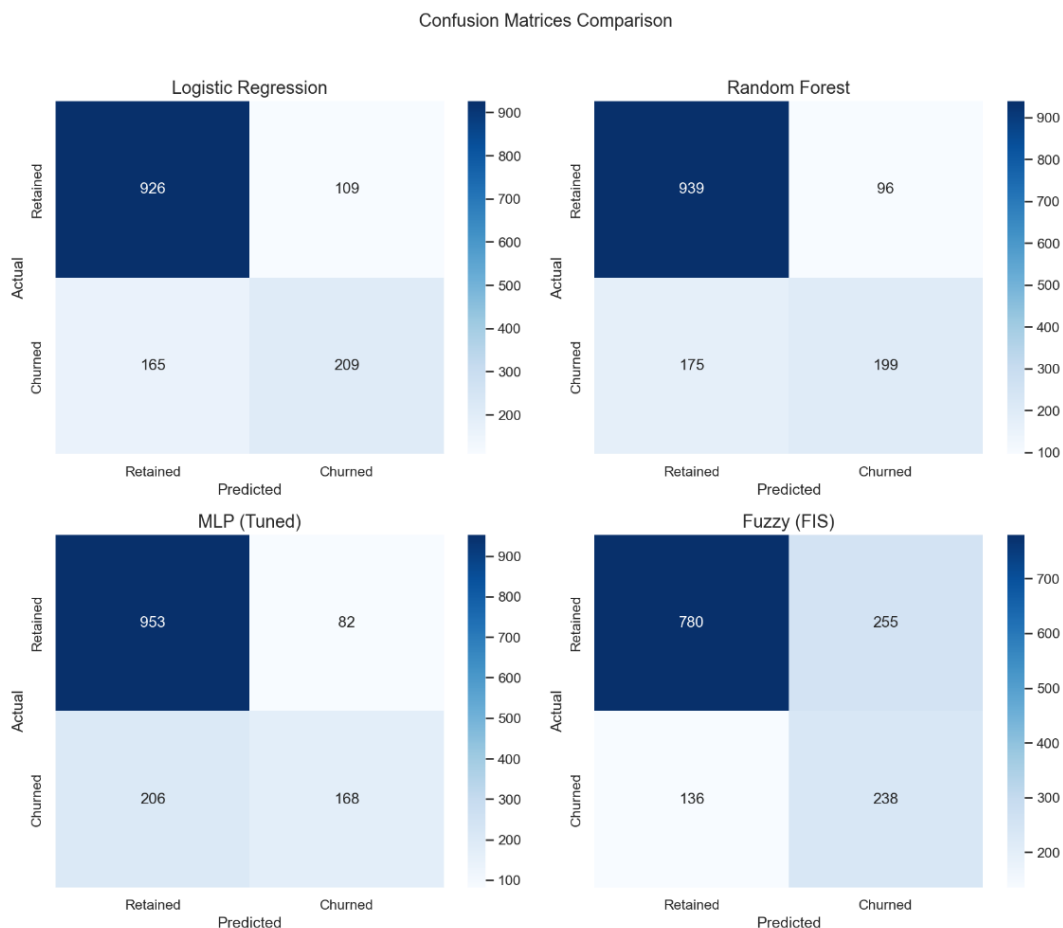 Confusion Matrices Comparison
Logistic Regression
Retained
Churned
Actual
926
109
165
209
Retained
Churned
Predicted
900
800
700
600
500
400
300
200
Random Forest
Retained
Churned
Actual
939
96
175
199
Retained
Churned
Predicted
900
800
700
600
500
400
300
200
100
MLP (Tuned)
Retained
Churned
Actual
953
82
206
168
Retained
Churned
Predicted
900
800
700
600
500
400
300
200
100
Fuzzy (FIS)
Retained
Churned
Actual
780
255
136
238
Retained
Churned
Predicted
700
600
500
400
300
200